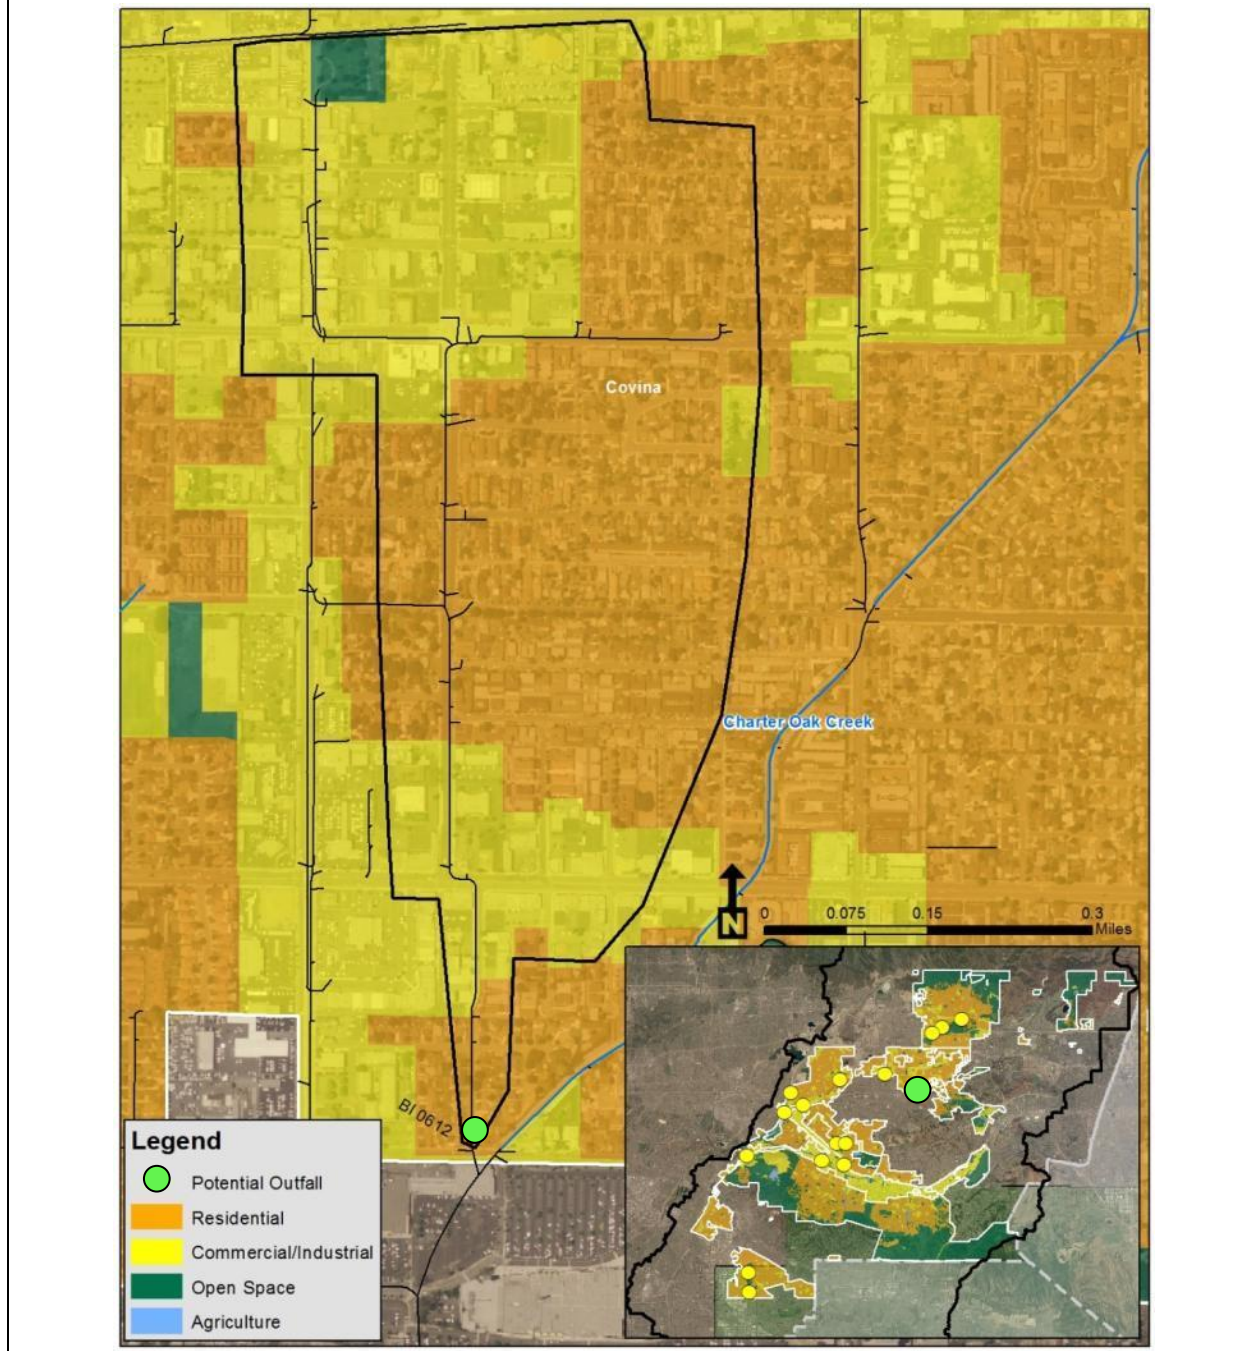 Covina
Charter Oak Creek
N
0 0.075 0.15 0.3
Miles
BI 0612
Legend
Potential Outfall
Residential
Commercial/Industrial
Open Space
Agriculture